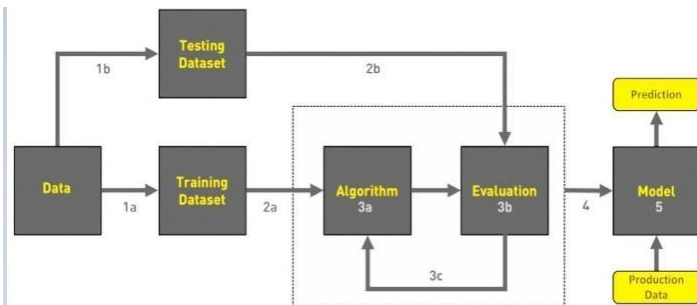 Testing
Dataset
1b
2b
Prediction
Data
Training
Dataset
Algorithm
3a
Evaluation
3b
Model
5
1a
2a
4
3c
Production
Data